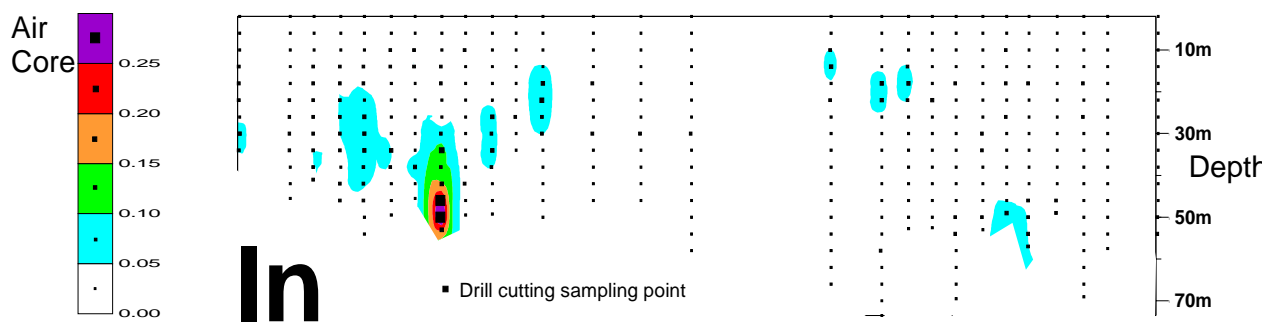 Air
Core
0.25
0.20
0.15
0.10
0.05
0.00
10m
30m
Depth
50m
70m
In
Drill cutting sampling point